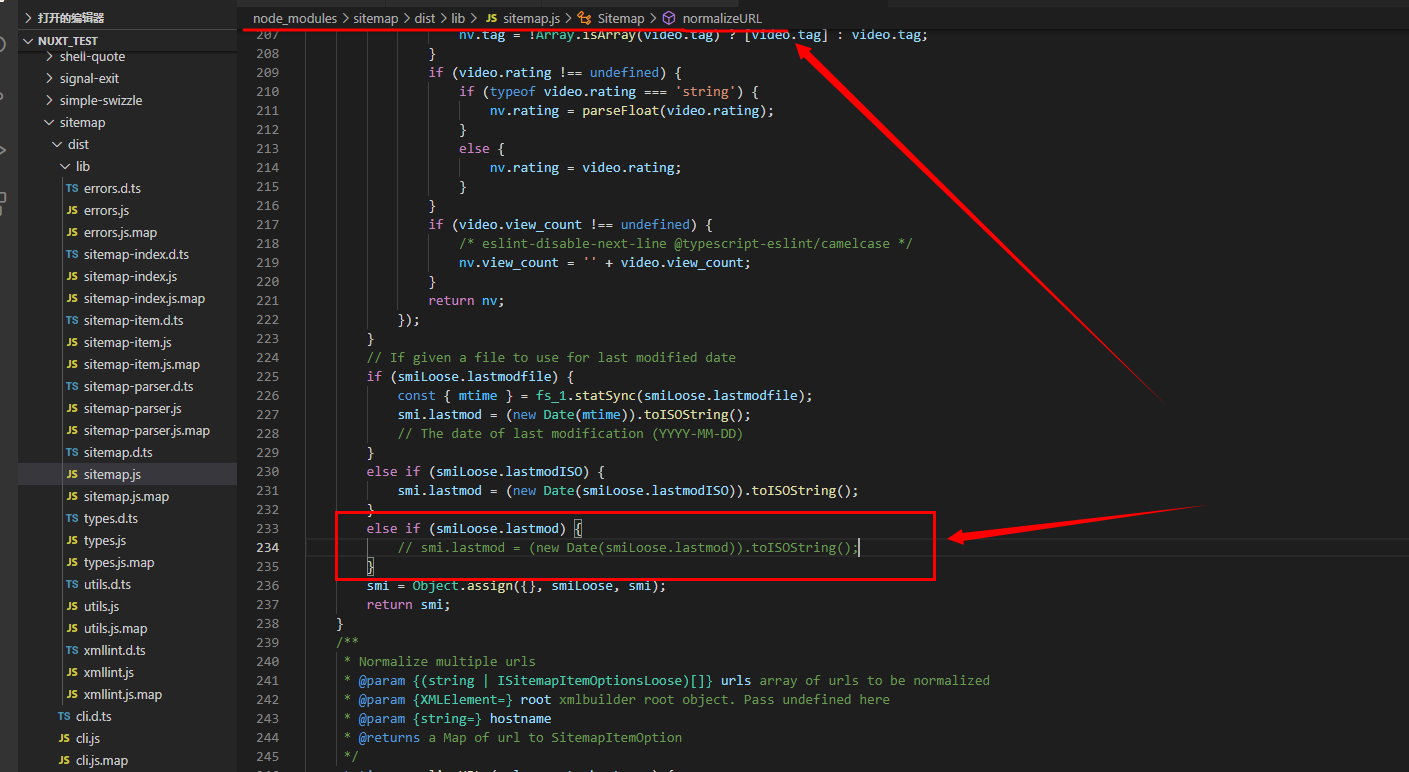 打开的编辑器
NUXT_TEST
shell-quote
signal-exit
simple-swizzle
sitemap
dist
lib
TS errors.d.ts
JS errors.js
JS errors.js.map
TS sitemap-index.d.ts
JS sitemap-index.js
JS sitemap-index.js.map
TS sitemap-item.d.ts
JS sitemap-item.js
JS sitemap-item.js.map
TS sitemap-parser.d.ts
JS sitemap-parser.js
JS sitemap-parser.js.map
TS sitemap.d.ts
JS sitemap.js
JS sitemap.js.map
TS types.d.ts
JS types.js
JS types.js.map
TS utils.d.ts
JS utils.js
JS utils.js.map
TS xmllint.d.ts
JS xmllint.js
JS xmllint.js.map
TS cli.d.ts
JS cli.js
JS cli.js.map
node_modules > sitemap > dist > lib > JS sitemap.js > Sitemap > normalizeURL
207 nv.tag = !Array.isArray(video.tag) ? [video.tag] : video.tag;
208 }
209 if (video.rating !== undefined) {
210 if (typeof video.rating === 'string') {
211 nv.rating = parseFloat(video.rating);
212 }
213 else {
214 nv.rating = video.rating;
215 }
216 }
217 if (video.view_count !== undefined) {
218 /* eslint-disable-next-line @typescript-eslint/camelcase */
219 nv.view_count = '' + video.view_count;
220 }
221 return nv;
222 });
223 }
224 // If given a file to use for last modified date
225 if (smiLoose.lastmodfile) {
226 const { mtime } = fs_1.statSync(smiLoose.lastmodfile);
227 smi.lastmod = (new Date(mtime)).toISOString();
228 // The date of last modification (YYYY-MM-DD)
229 }
230 else if (smiLoose.lastmodISO) {
231 smi.lastmod = (new Date(smiLoose.lastmodISO)).toISOString();
232 }
233 else if (smiLoose.lastmod) {
234 // smi.lastmod = (new Date(smiLoose.lastmod)).toISOString();
235 }
236 smi = Object.assign({}, smiLoose, smi);
237 return smi;
238 }
239 /**
240 * Normalize multiple urls
241 * @param {(string | ISitemapItemOptionsLoose)[]} urls array of urls to be normalized
242 * @param {XMLElement=} root xmlbuilder root object. Pass undefined here
243 * @param {string=} hostname
244 * @returns a Map of url to SitemapItemOption
245 */